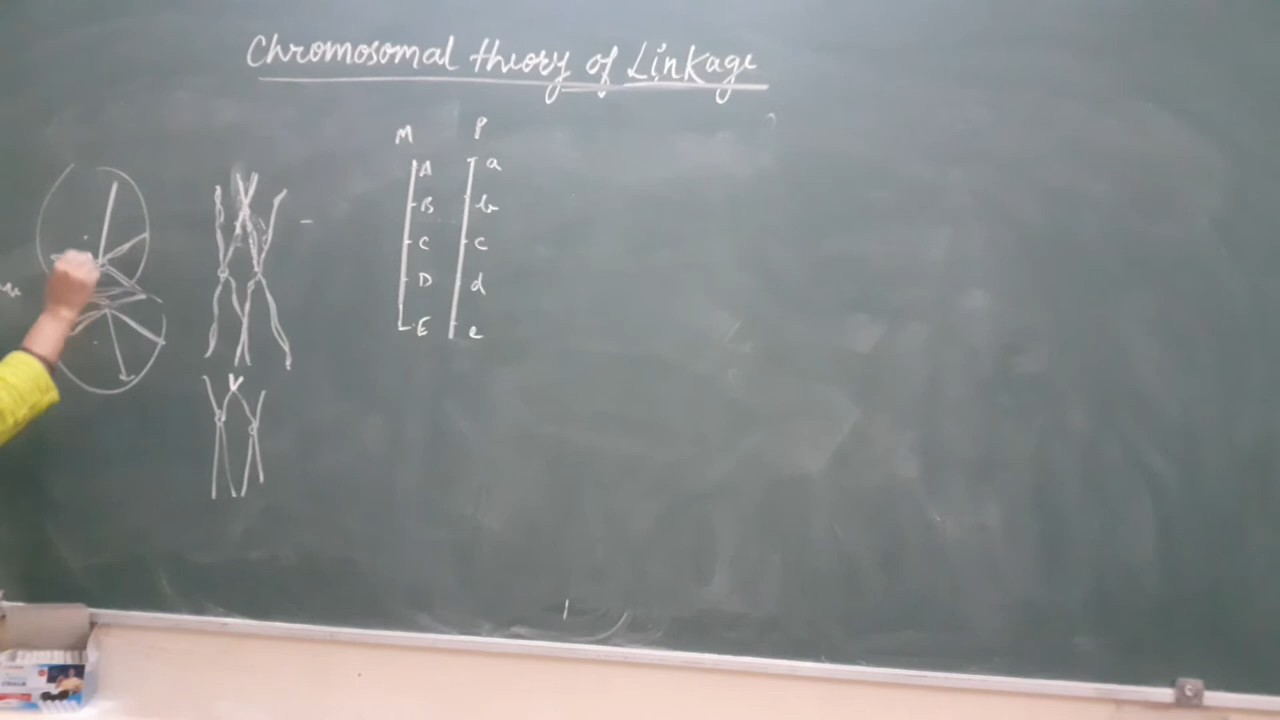 Chromosomal theory of Linkage
M P
A a
B b
C c
D d
E e